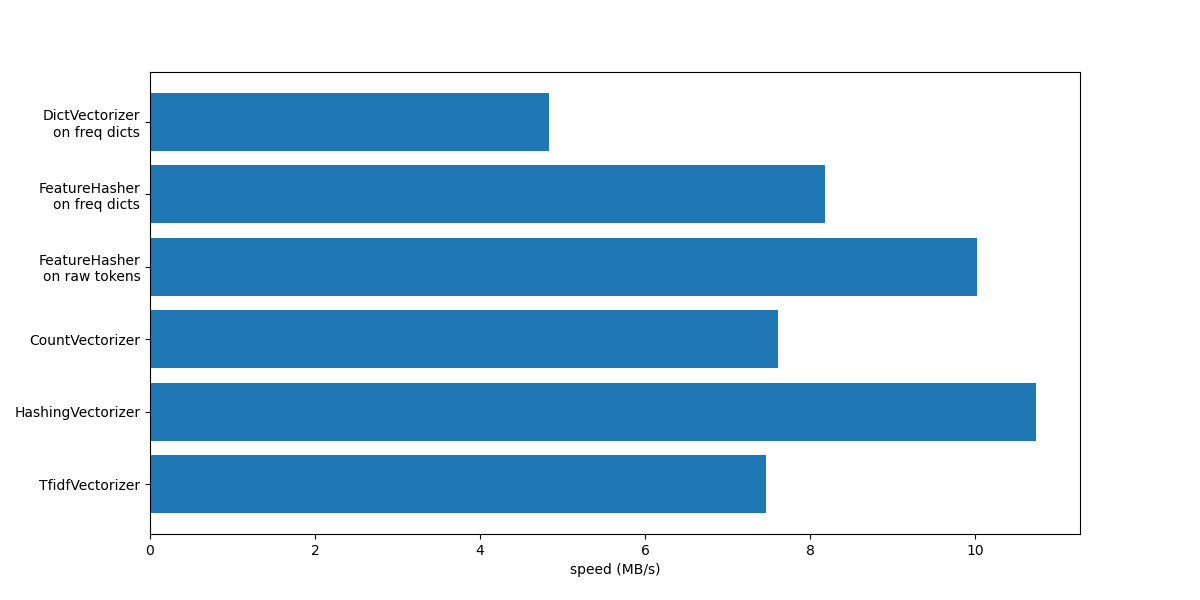 DictVectorizer
on freq dicts
FeatureHasher
on freq dicts
FeatureHasher
on raw tokens
CountVectorizer
HashingVectorizer
TfidfVectorizer
0 2 4 6 8 10
speed (MB/s)